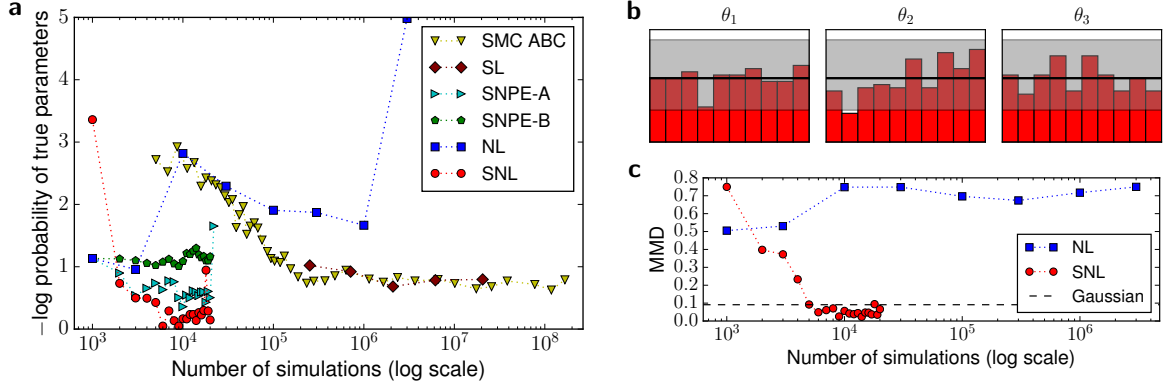 a
−log probability of true parameters
5
4
3
2
1
0
10³ 10⁴ 10⁵ 10⁶ 10⁷ 10⁸
Number of simulations (log scale)
SMC ABC
SL
SNPE-A
SNPE-B
NL
SNL
b
θ₁ θ₂ θ₃
c
MMD
0.8
0.7
0.6
0.5
0.4
0.3
0.2
0.1
0.0
10³ 10⁴ 10⁵ 10⁶
Number of simulations (log scale)
NL
SNL
Gaussian